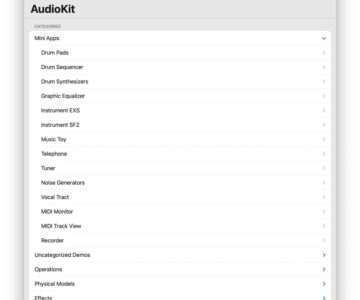 AudioKit
CATEGORIES
Mini Apps
Drum Pads
Drum Sequencer
Drum Synthesizers
Graphic Equalizer
Instrument EXS
Instrument SF2
Music Toy
Telephone
Tuner
Noise Generators
Vocal Tract
MIDI Monitor
MIDI Track View
Recorder
Uncategorized Demos
Operations
Physical Models
Effects